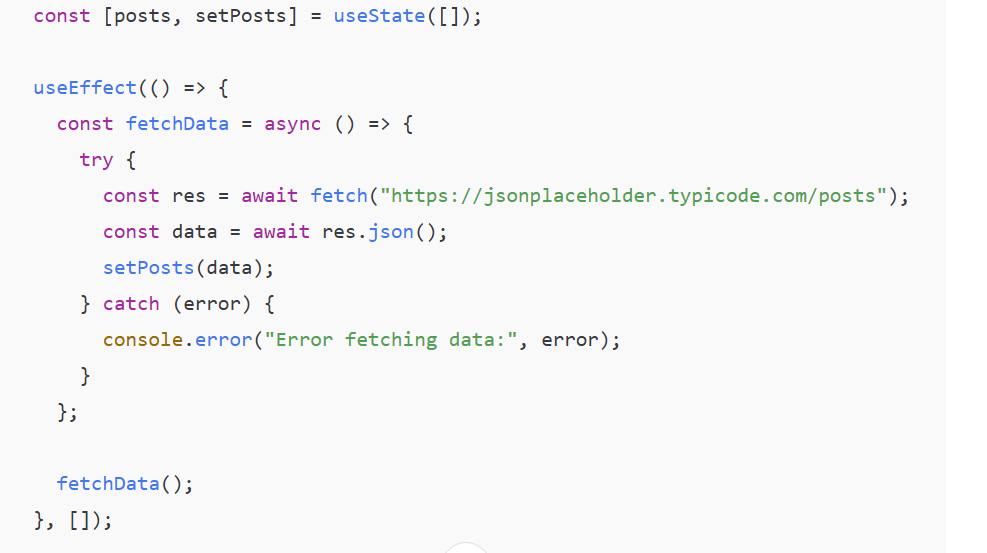 const [posts, setPosts] = useState([]);
useEffect(() => {
const fetchData = async () => {
try {
const res = await fetch("https://jsonplaceholder.typicode.com/posts");
const data = await res.json();
setPosts(data);
} catch (error) {
console.error("Error fetching data:", error);
}
};
fetchData();
}, []);